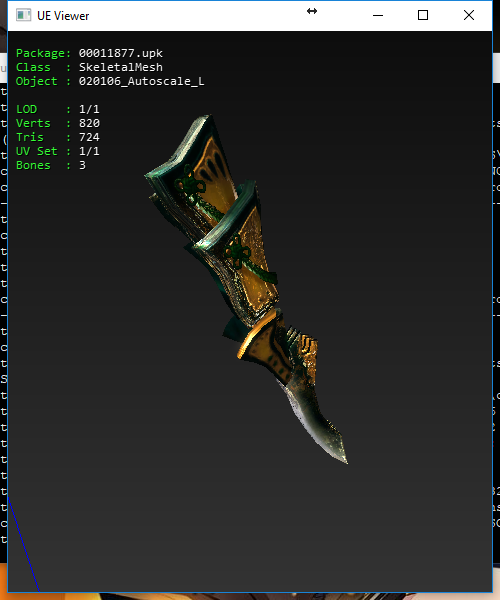 UE Viewer
Package: 00011877.upk
Class : SkeletalMesh
Object : 020106_Autoscale_L
LOD : 1/1
Verts : 820
Tris : 724
UV Set : 1/1
Bones : 3